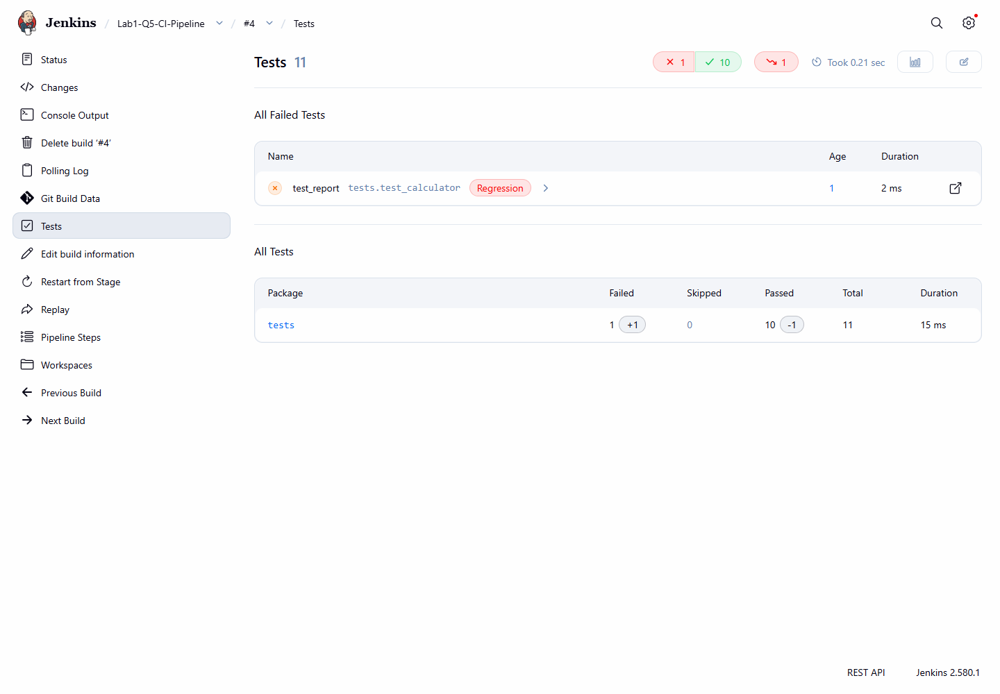 Jenkins / Lab1-Q5-CI-Pipeline / #4 / Tests
Status
Changes
Console Output
Delete build '#4'
Polling Log
Git Build Data
Tests
Edit build information
Restart from Stage
Replay
Pipeline Steps
Workspaces
Previous Build
Next Build
Tests 11
1 10 1 Took 0.21 sec
All Failed Tests
Name Age Duration
test_report tests.test_calculator Regression 1 2 ms
All Tests
Package Failed Skipped Passed Total Duration
tests 1 +1 0 10 -1 11 15 ms
REST API Jenkins 2.580.1